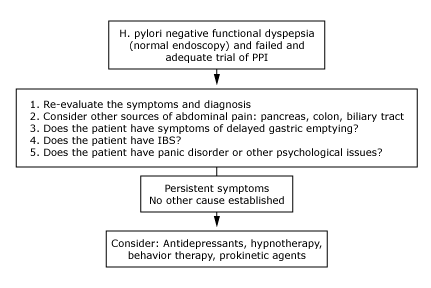 H. pylori negative functional dyspepsia
(normal endoscopy) and failed and
adequate trial of PPI
1. Re-evaluate the symptoms and diagnosis
2. Consider other sources of abdominal pain: pancreas, colon, biliary tract
3. Does the patient have symptoms of delayed gastric emptying?
4. Does the patient have IBS?
5. Does the patient have panic disorder or other psychological issues?
Persistent symptoms
No other cause established
Consider: Antidepressants, hypnotherapy,
behavior therapy, prokinetic agents